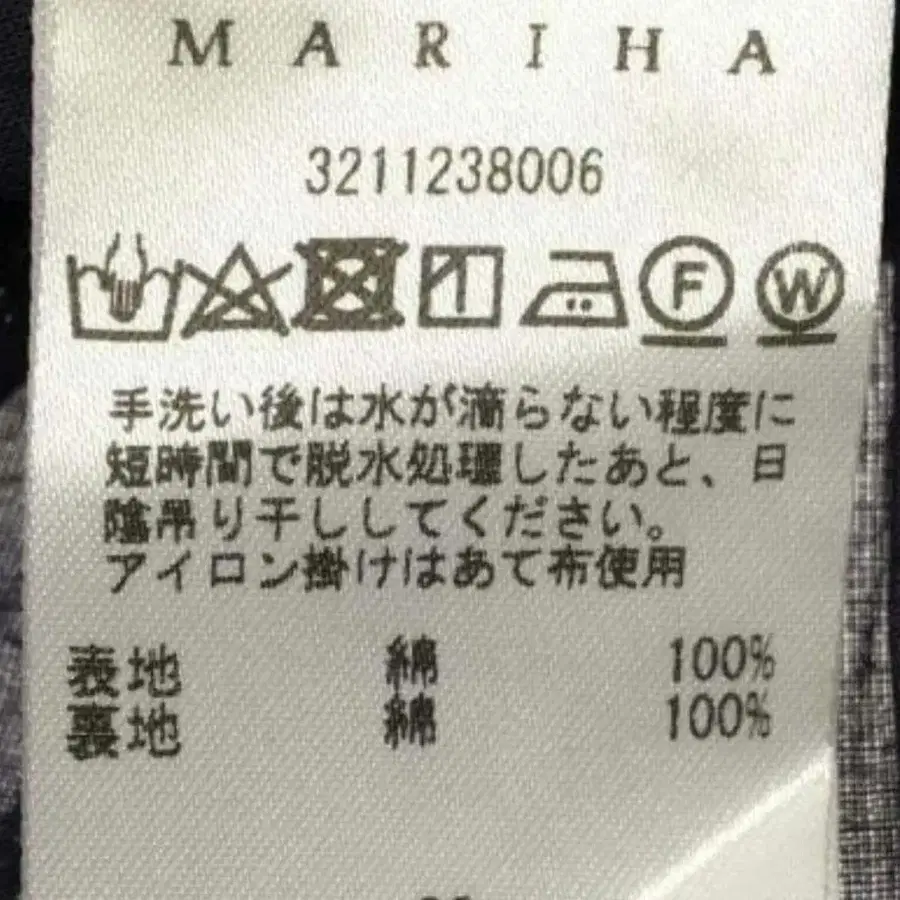 MARIHA
3211238006
F W
手洗い後は水が滴らない程度に
短時間で脱水処理したあと、日
陰吊り干ししてください。
アイロン掛けはあて布使用
表地 綿 100%
裏地 綿 100%